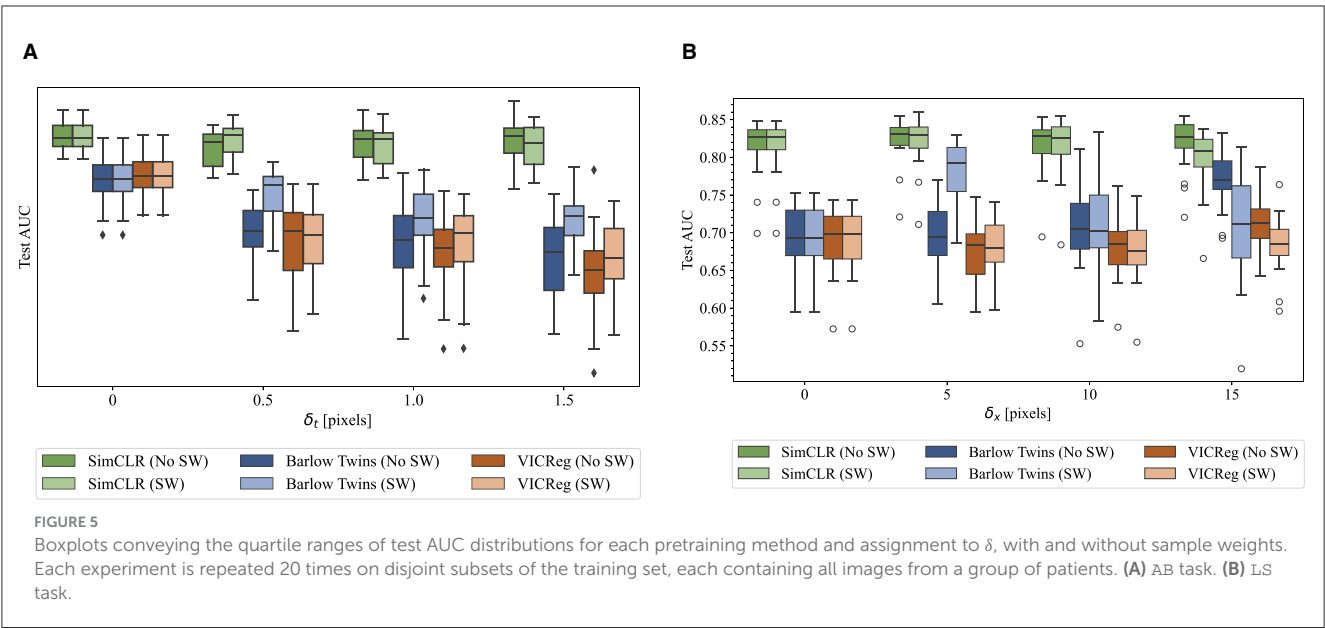 A
B
Test AUC
0
0.5
1.0
1.5
δt [pixels]
SimCLR (No SW)
Barlow Twins (No SW)
VICReg (No SW)
SimCLR (SW)
Barlow Twins (SW)
VICReg (SW)
Test AUC
0.85
0.80
0.75
0.70
0.65
0.60
0.55
0
5
10
15
δx [pixels]
SimCLR (No SW)
Barlow Twins (No SW)
VICReg (No SW)
SimCLR (SW)
Barlow Twins (SW)
VICReg (SW)
FIGURE 5
Boxplots conveying the quartile ranges of test AUC distributions for each pretraining method and assignment to δ, with and without sample weights.
Each experiment is repeated 20 times on disjoint subsets of the training set, each containing all images from a group of patients. (A) AB task. (B) LS
task.